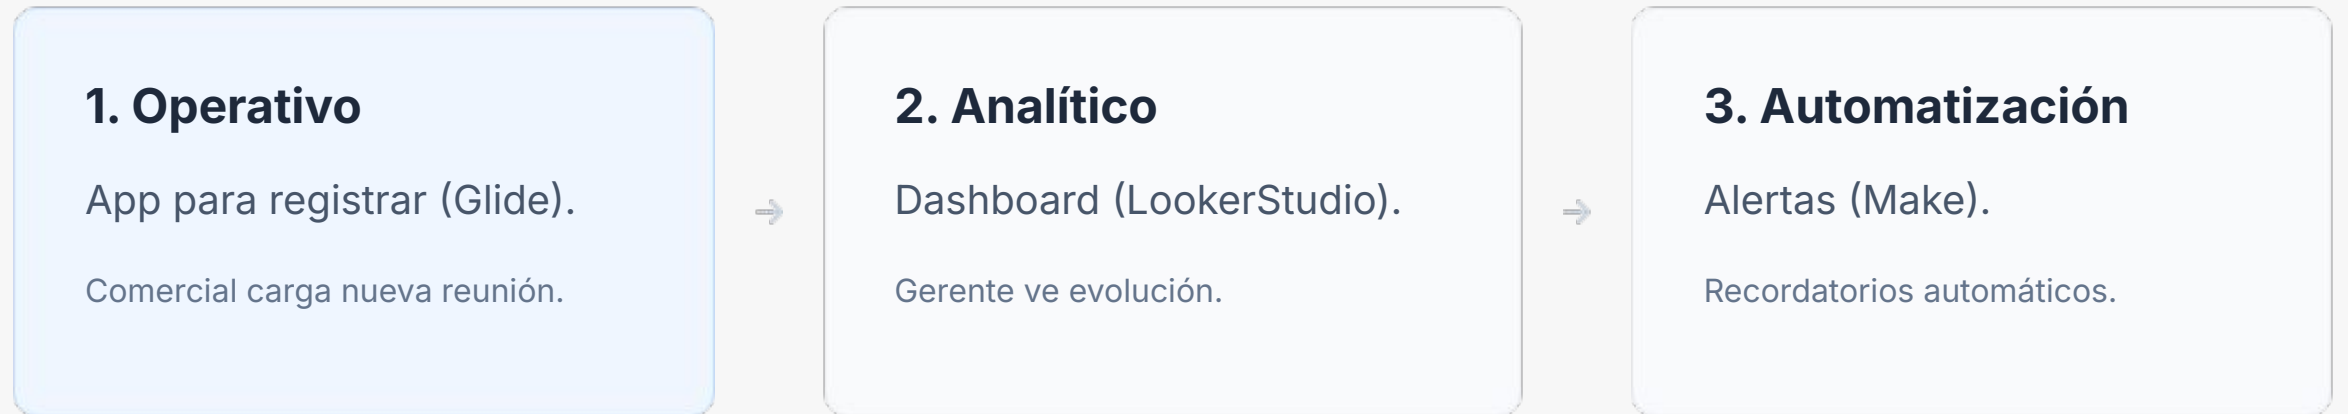 1. Operativo
App para registrar (Glide).
Comercial carga nueva reunión.
→
2. Analítico
Dashboard (LookerStudio).
Gerente ve evolución.
→
3. Automatización
Alertas (Make).
Recordatorios automáticos.